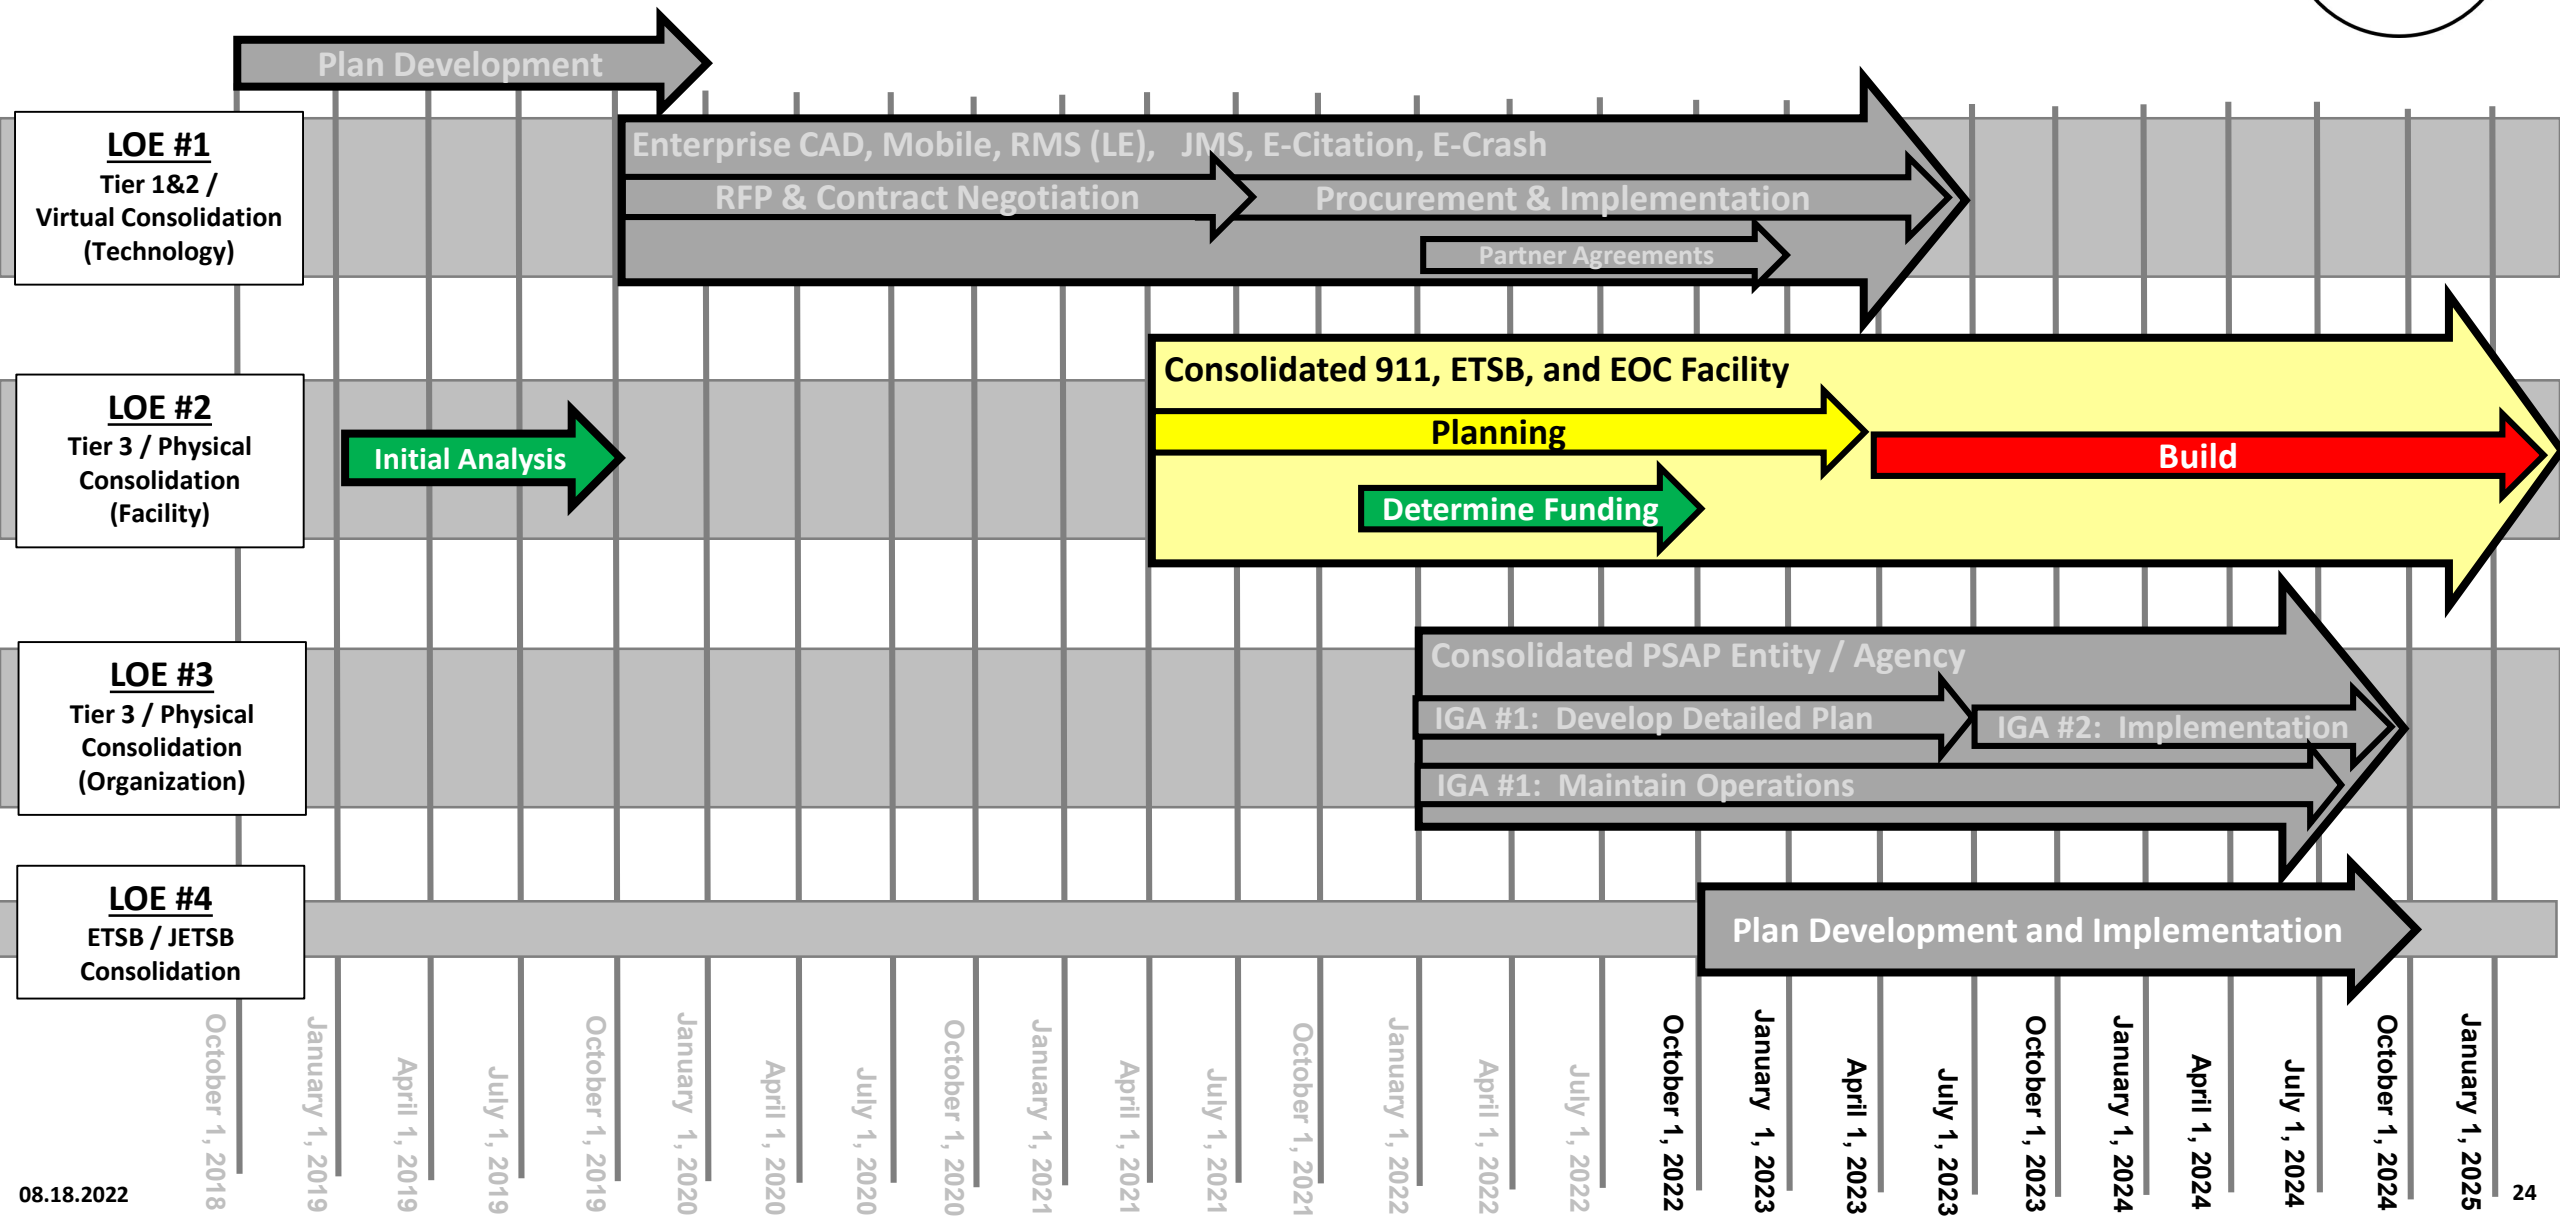 Plan Development
LOE #1
Tier 1&2 /
Virtual Consolidation
(Technology)
Enterprise CAD, Mobile, RMS (LE),   JMS, E-Citation, E-Crash
RFP & Contract Negotiation
Procurement & Implementation
Partner Agreements
LOE #2
Tier 3 / Physical
Consolidation
(Facility)
Initial Analysis
Consolidated 911, ETSB, and EOC Facility
Planning
Build
Determine Funding
LOE #3
Tier 3 / Physical
Consolidation
(Organization)
Consolidated PSAP Entity / Agency
IGA #1:  Develop Detailed Plan
IGA #2:  Implementation
IGA #1:  Maintain Operations
LOE #4
ETSB / JETSB
Consolidation
Plan Development and Implementation
October 1, 2018
January 1, 2019
April 1, 2019
July 1, 2019
October 1, 2019
January 1, 2020
April 1, 2020
July 1, 2020
October 1, 2020
January 1, 2021
April 1, 2021
July 1, 2021
October 1, 2021
January 1, 2022
April 1, 2022
July 1, 2022
October 1, 2022
January 1, 2023
April 1, 2023
July 1, 2023
October 1, 2023
January 1, 2024
April 1, 2024
July 1, 2024
October 1, 2024
January 1, 2025
08.18.2022
24